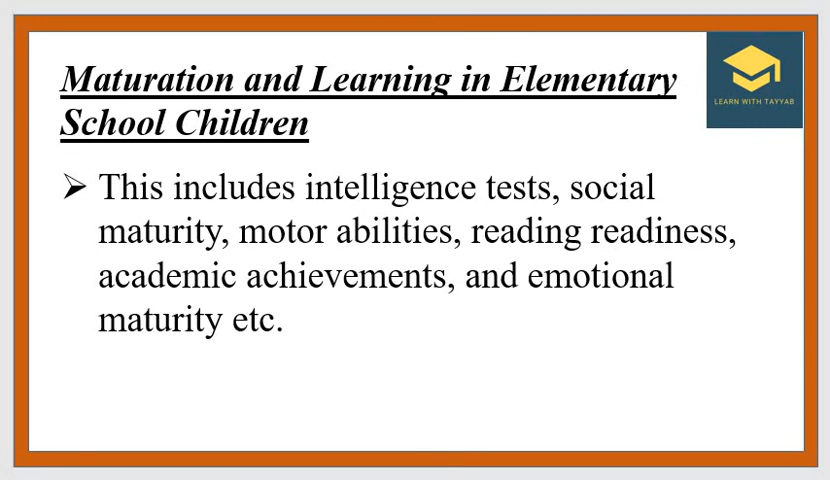 Maturation and Learning in Elementary
School Children
LEARN WITH TAYYAB
➢ This includes intelligence tests, social
maturity, motor abilities, reading readiness,
academic achievements, and emotional
maturity etc.